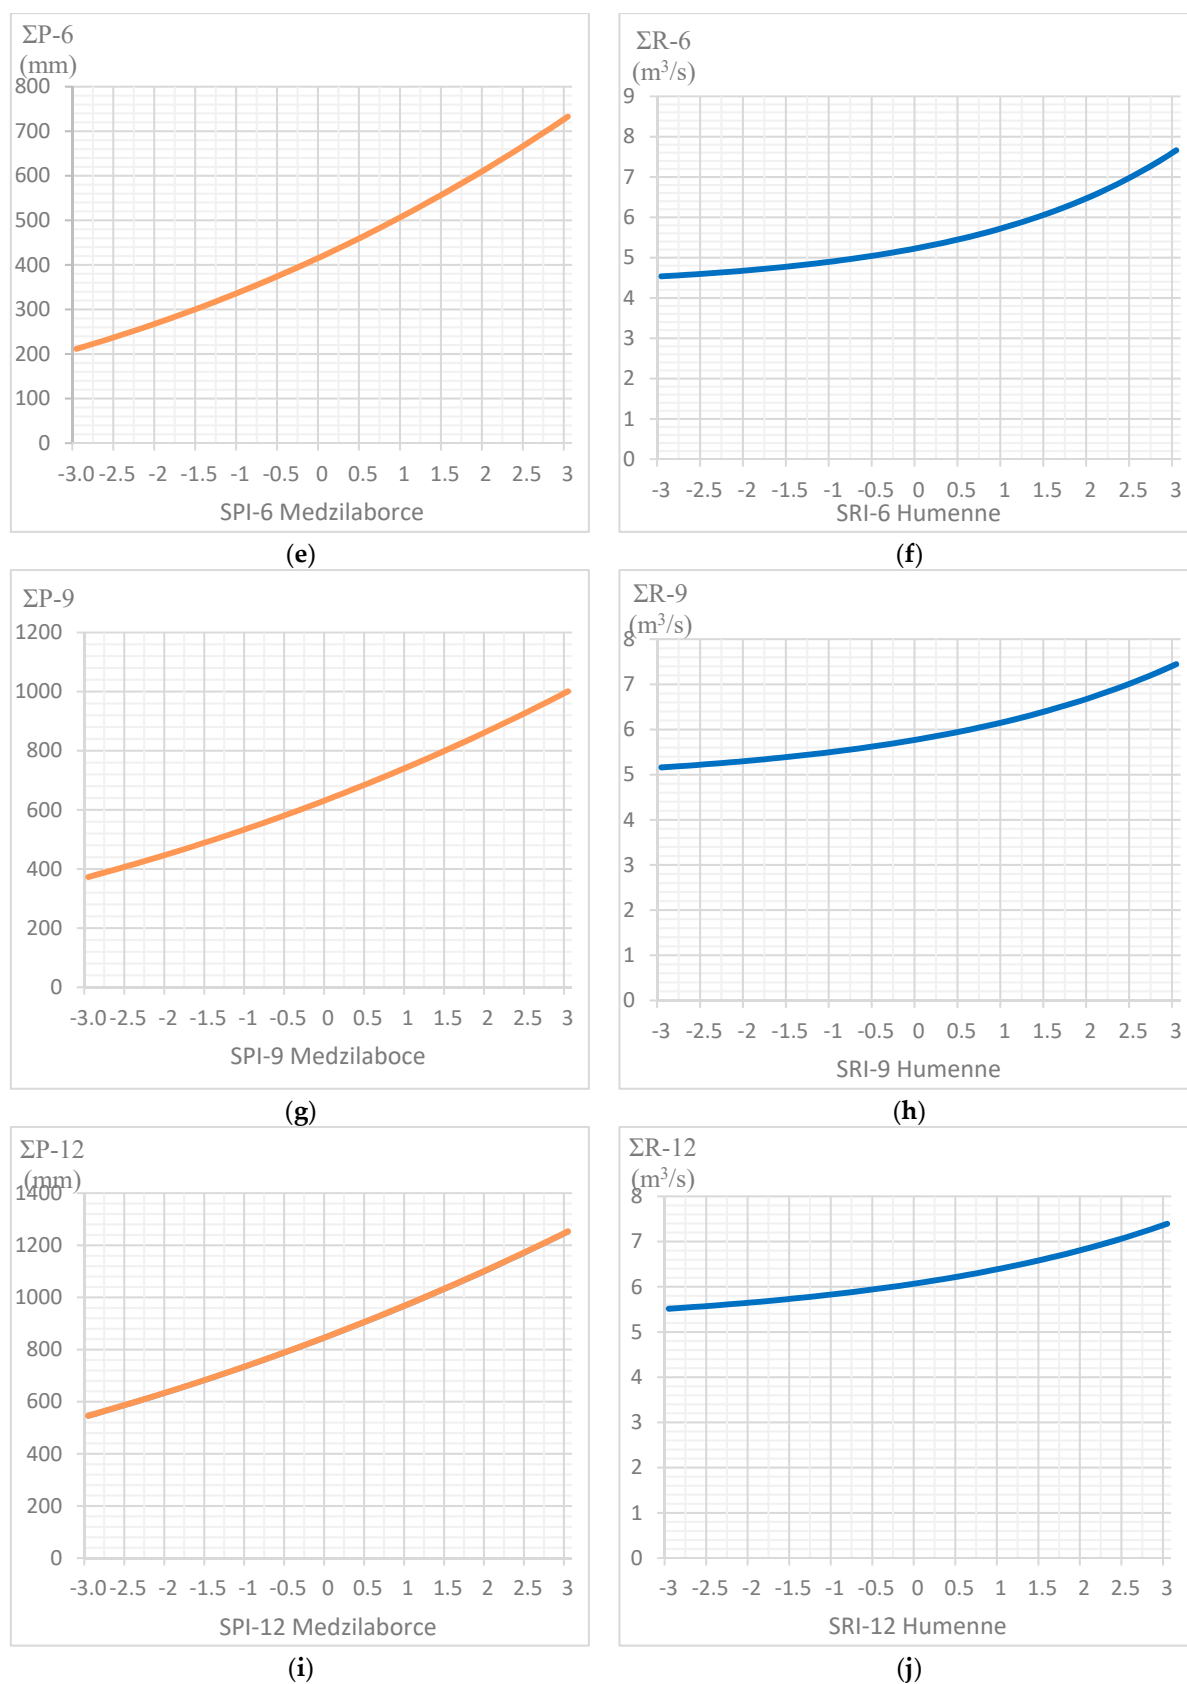 ΣP-6
(mm)
800
700
600
500
400
300
200
100
0
-3.0 -2.5 -2 -1.5 -1 -0.5 0 0.5 1 1.5 2 2.5 3
SPI-6 Medzilaborce
(e)
ΣR-6
(m³/s)
9
8
7
6
5
4
3
2
1
0
-3 -2.5 -2 -1.5 -1 -0.5 0 0.5 1 1.5 2 2.5 3
SRI-6 Humenne
(f)
ΣP-9
1200
1000
800
600
400
200
0
-3.0 -2.5 -2 -1.5 -1 -0.5 0 0.5 1 1.5 2 2.5 3
SPI-9 Medzilaboce
(g)
ΣR-9
(m³/s)
8
7
6
5
4
3
2
1
0
-3 -2.5 -2 -1.5 -1 -0.5 0 0.5 1 1.5 2 2.5 3
SRI-9 Humenne
(h)
ΣP-12
(mm)
1400
1200
1000
800
600
400
200
0
-3.0 -2.5 -2 -1.5 -1 -0.5 0 0.5 1 1.5 2 2.5 3
SPI-12 Medzilaborce
(i)
ΣR-12
(m³/s)
8
7
6
5
4
3
2
1
0
-3 -2.5 -2 -1.5 -1 -0.5 0 0.5 1 1.5 2 2.5 3
SRI-12 Humenne
(j)